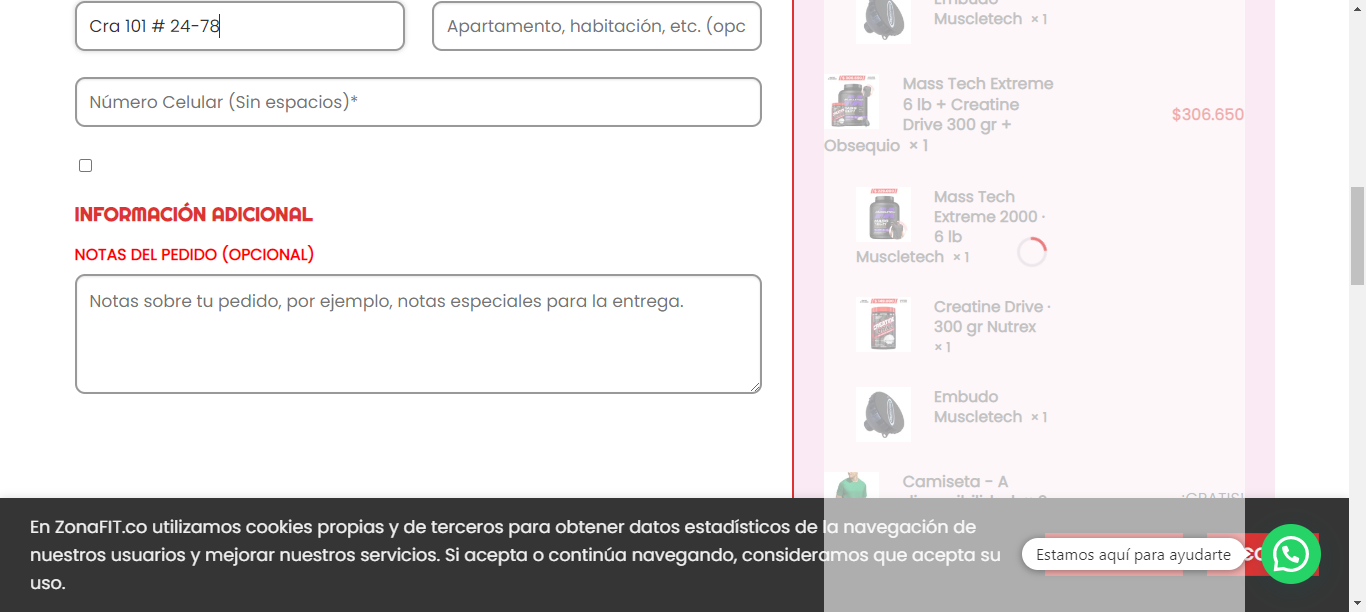 Cra 101 # 24-78
Apartamento, habitación, etc. (opc
Número Celular (Sin espacios)*
INFORMACIÓN ADICIONAL
NOTAS DEL PEDIDO (OPCIONAL)
Notas sobre tu pedido, por ejemplo, notas especiales para la entrega.
Embudo
Muscletech × 1
Mass Tech Extreme
6 lb + Creatine
Drive 300 gr +
Obsequio × 1
$306.650
Mass Tech
Extreme 2000 ·
6 lb
Muscletech × 1
Creatine Drive ·
300 gr Nutrex
× 1
Embudo
Muscletech × 1
Camiseta - A
¡GRATIS!
En ZonaFIT.co utilizamos cookies propias y de terceros para obtener datos estadísticos de la navegación de
nuestros usuarios y mejorar nuestros servicios. Si acepta o continúa navegando, consideramos que acepta su
uso.
Estamos aquí para ayudarte